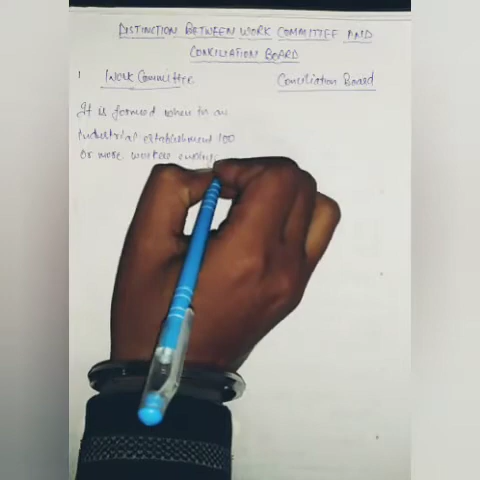 DISTINCTION BETWEEN WORK COMMITTEE AND
CONCILIATION BOARD
1 Work Committee Conciliation Board
It is formed when in an
Industrial establishment 100
or more workers